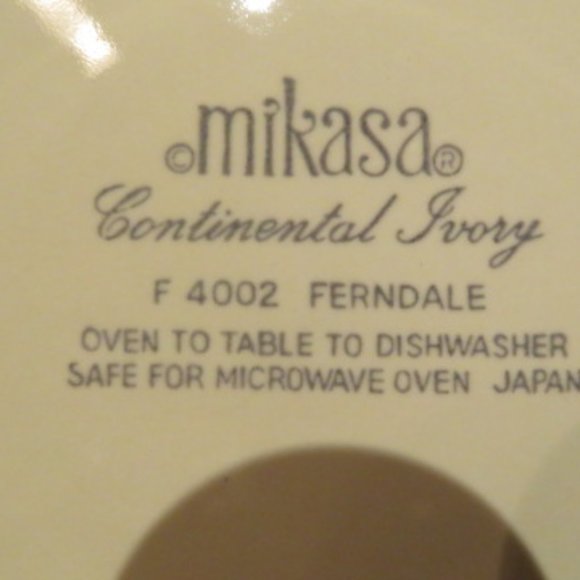 ©mikasa®
Continental Ivory
F 4002 FERNDALE
OVEN TO TABLE TO DISHWASHER
SAFE FOR MICROWAVE OVEN JAPAN